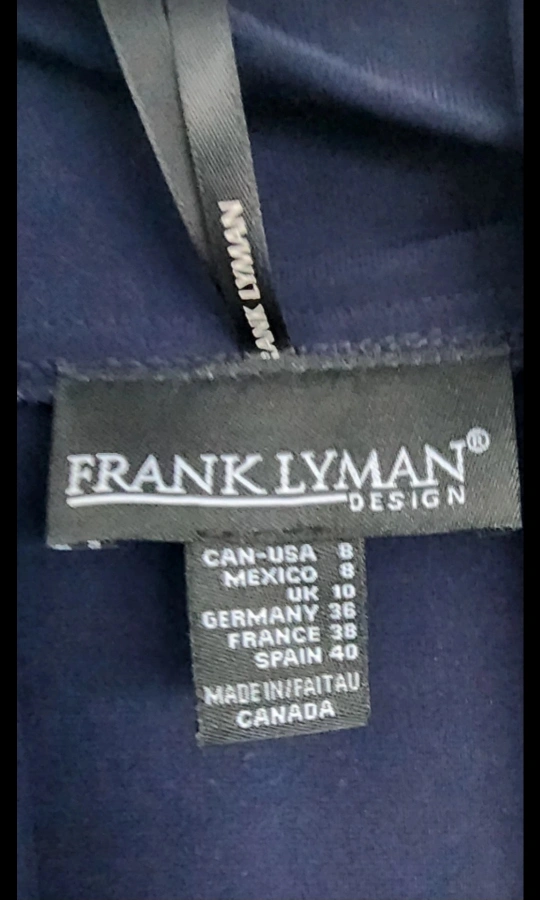 FRANK LYMAN
FRANK LYMAN®
DESIGN
CAN-USA 8
MEXICO 8
UK 10
GERMANY 36
FRANCE 38
SPAIN 40
MADE IN/FAIT AU
CANADA